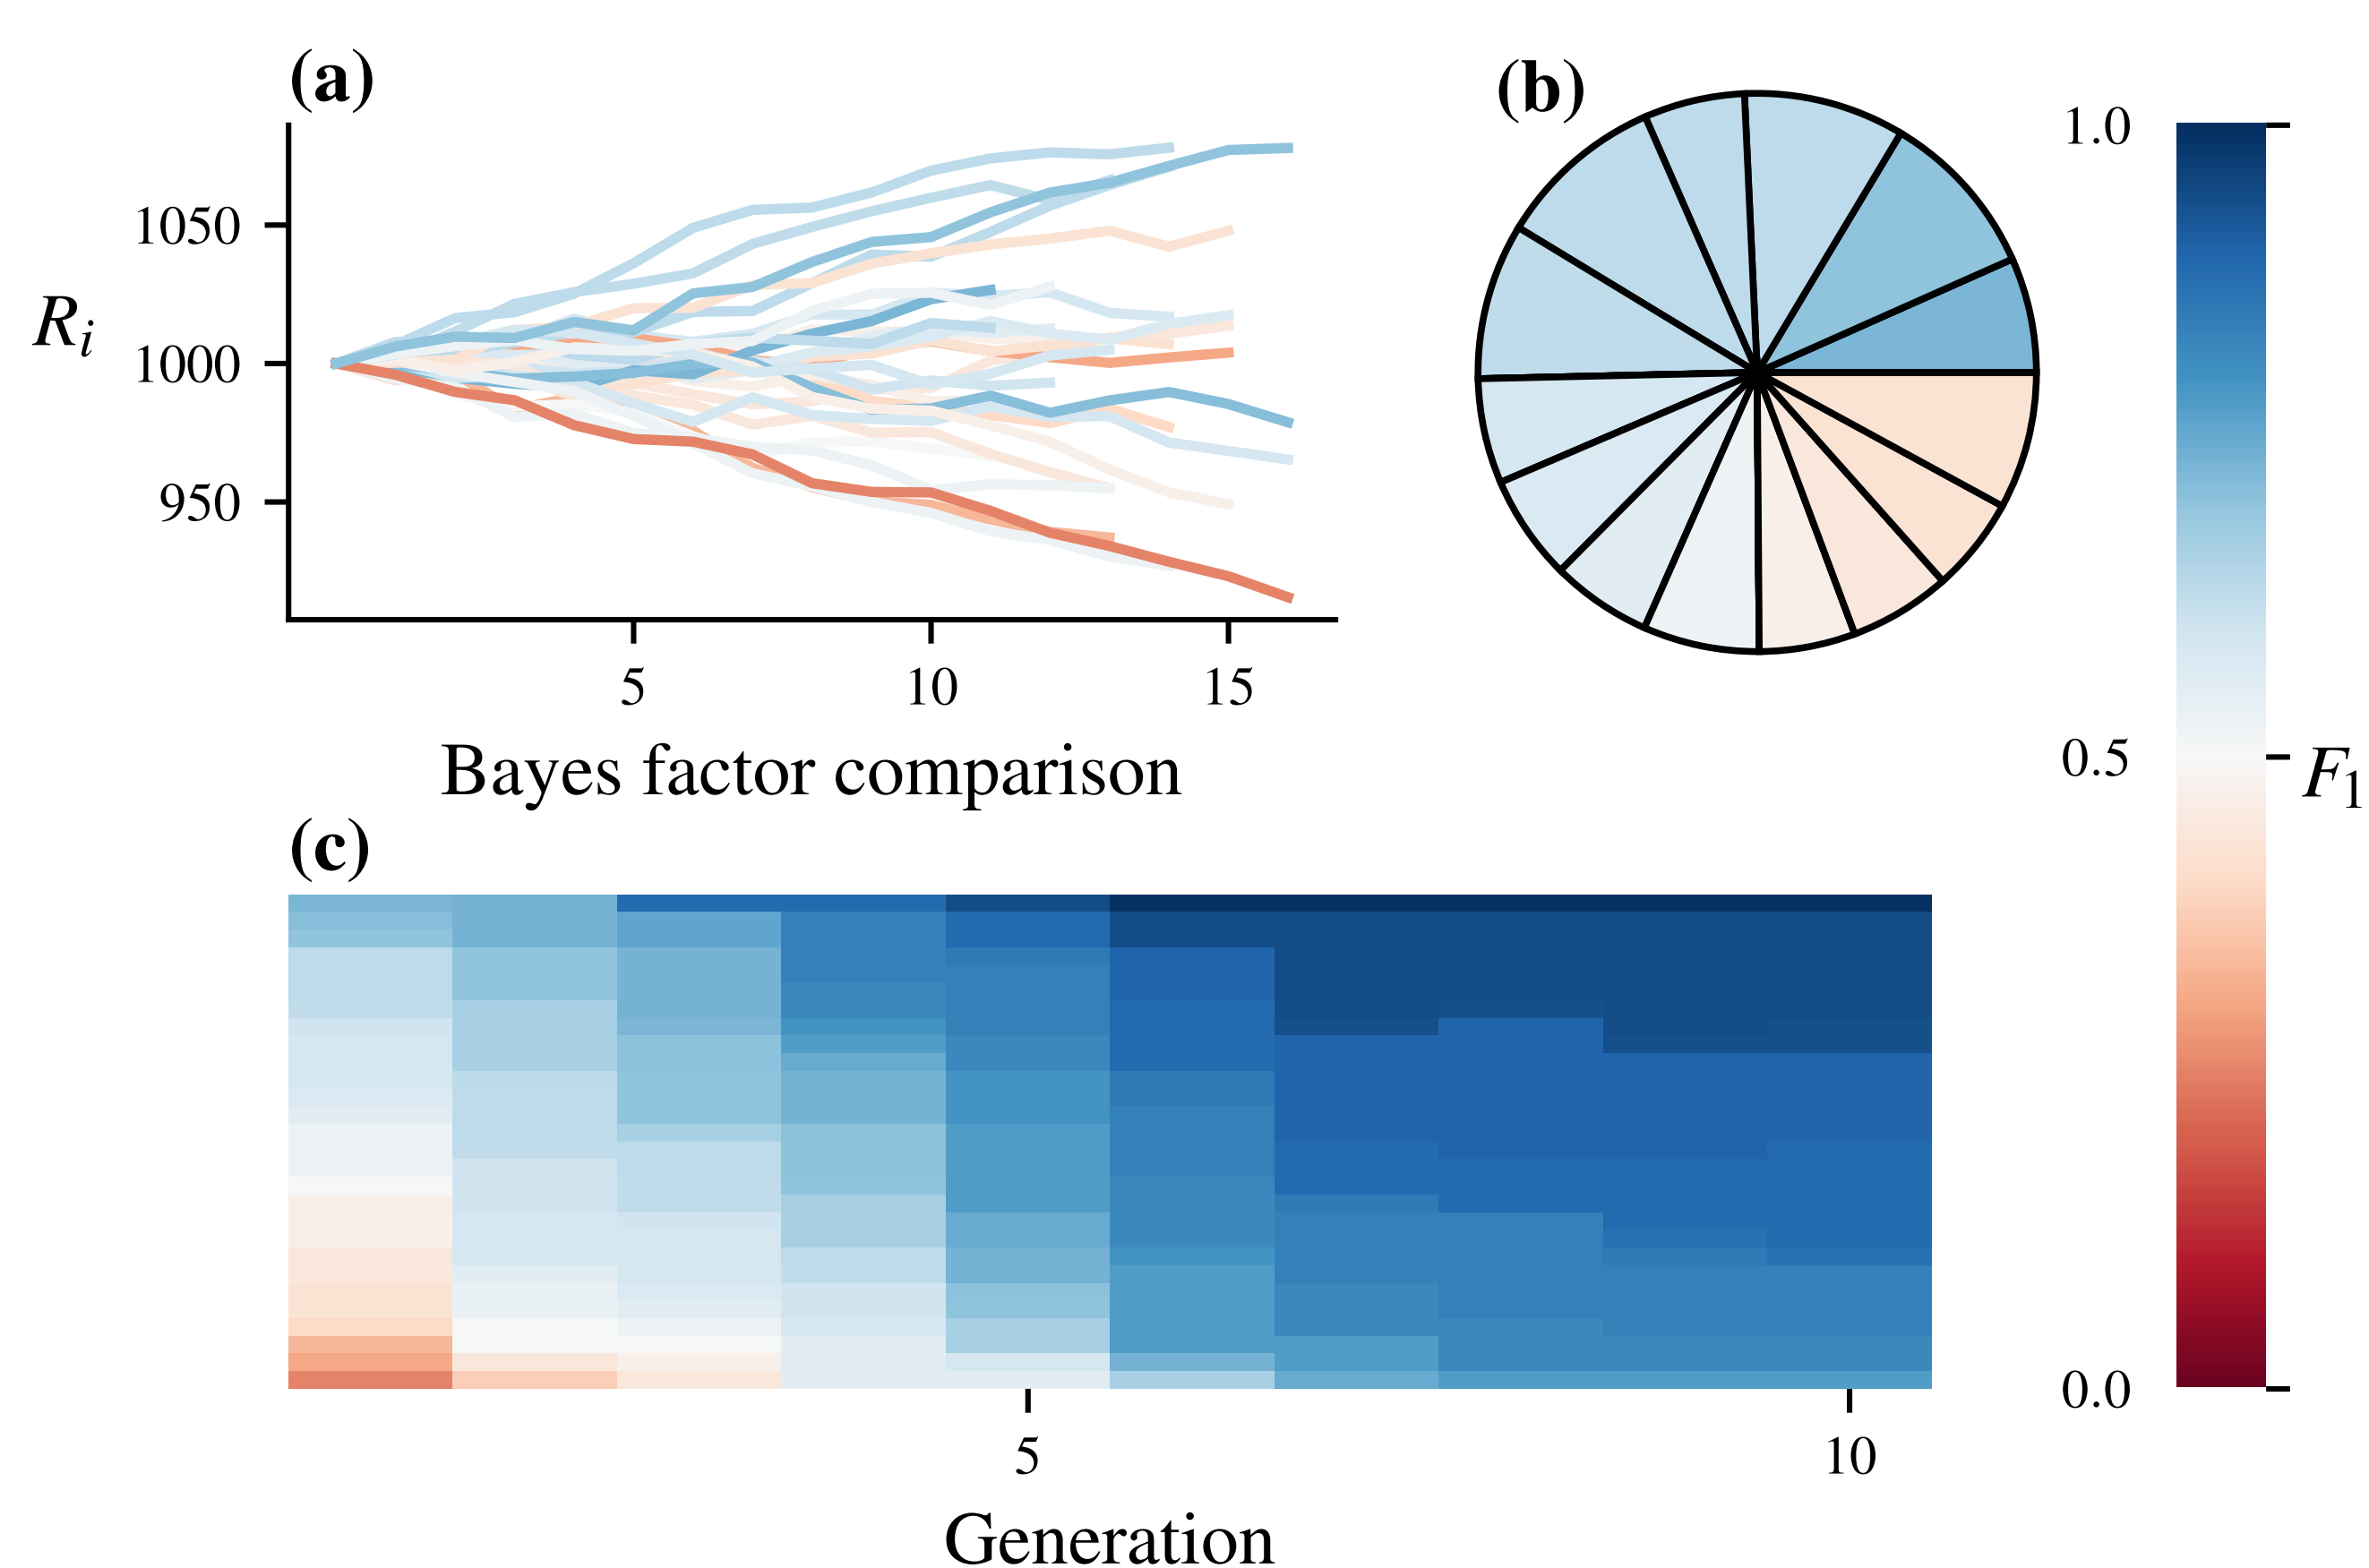 (a)
1050
1000
950
R_i
5 10 15
Bayes factor comparison
(b)
1.0
0.5
0.0
F_1
(c)
5 10
Generation